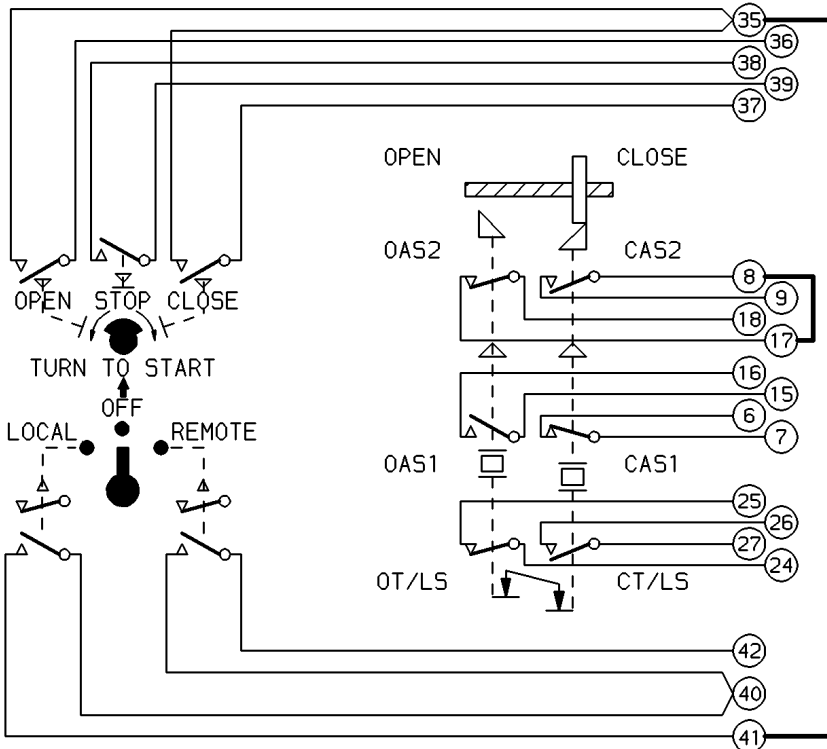 35
36
38
39
37
OPEN CLOSE
OAS2 CAS2
8
9
OPEN STOP CLOSE
18
17
TURN TO START
16
15
OFF
6
LOCAL REMOTE
7
OAS1 CAS1
25
26
27
24
OT/LS CT/LS
42
40
41